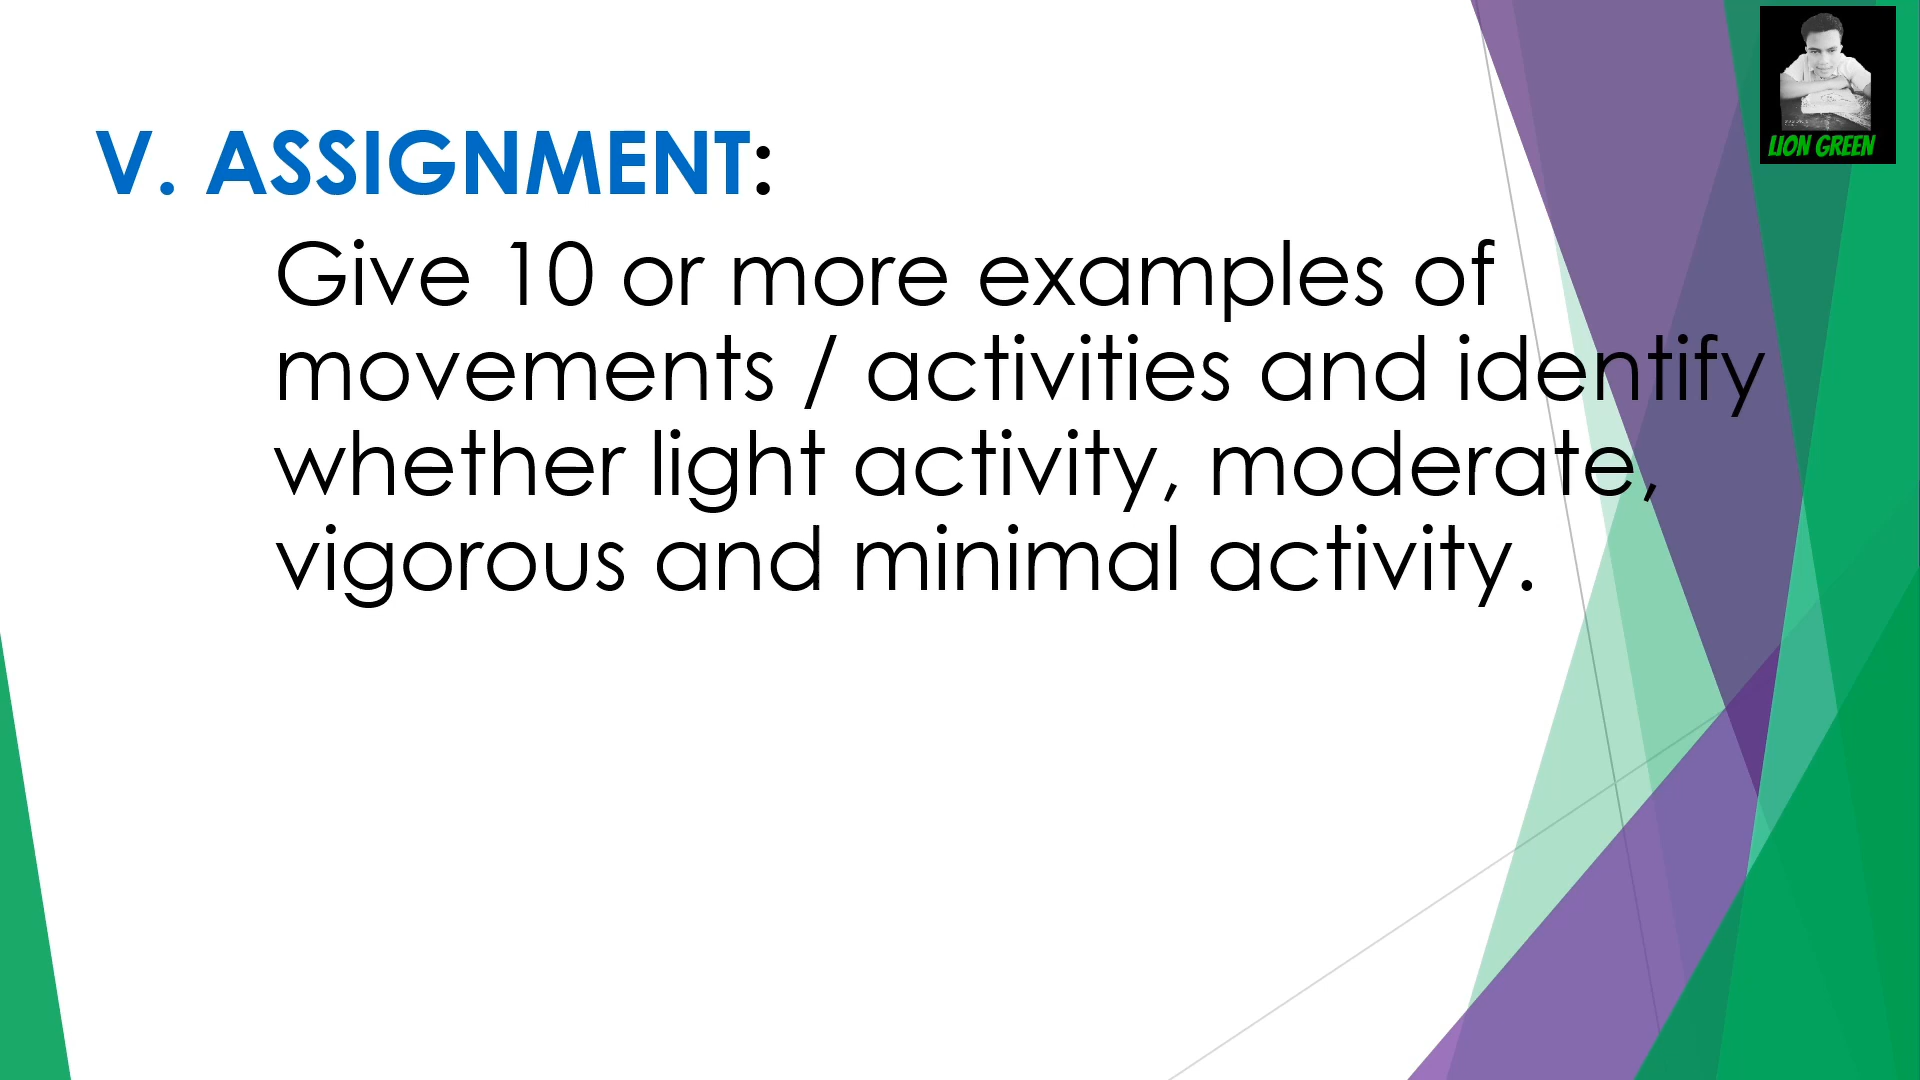 LION GREEN
V. ASSIGNMENT:
Give 10 or more examples of
movements / activities and identify
whether light activity, moderate,
vigorous and minimal activity.